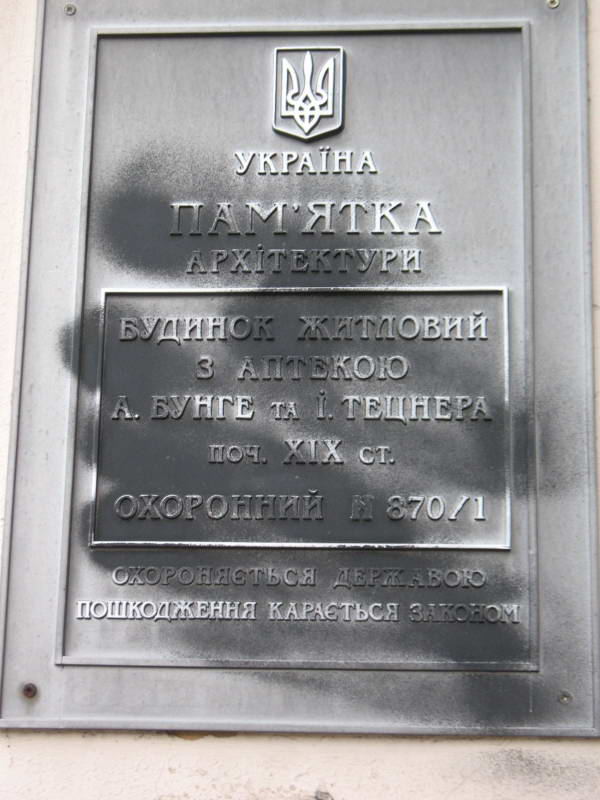 УКРАЇНА
ПАМ'ЯТКА
АРХІТЕКТУРИ
БУДИНОК ЖИТЛОВИЙ
З АПТЕКОЮ
А. БУНГЕ ТА І. ТЕЦНЕРА
ПОЧ. XIX СТ.
ОХОРОННИЙ N 870/1
ОХОРОНЯЄТЬСЯ ДЕРЖАВОЮ
ПОШКОДЖЕННЯ КАРАЄТЬСЯ ЗАКОНОМ